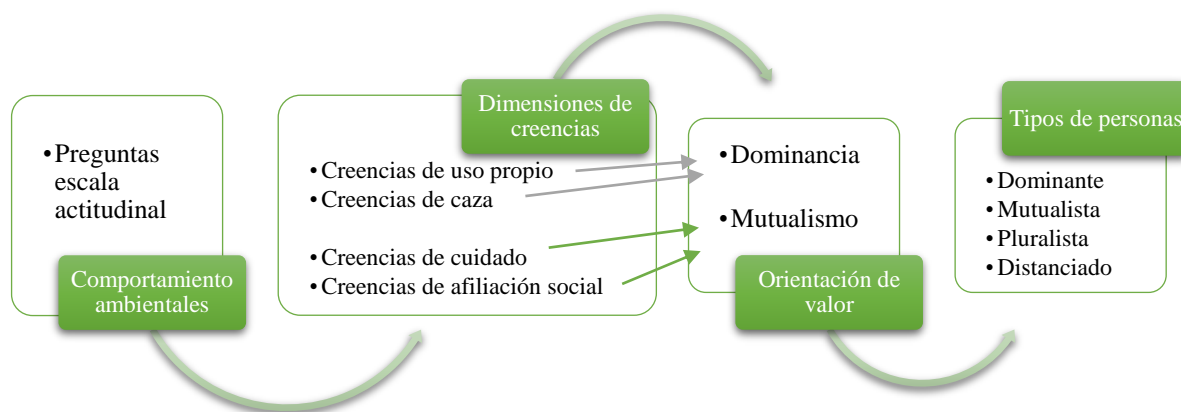 •Preguntas
escala
actitudinal
Comportamiento
ambientales
Dimensiones de
creencias
•Creencias de uso propio
•Creencias de caza
•Creencias de cuidado
•Creencias de afiliación social
•Dominancia
•Mutualismo
Orientación de
valor
Tipos de personas
•Dominante
•Mutualista
•Pluralista
•Distanciado